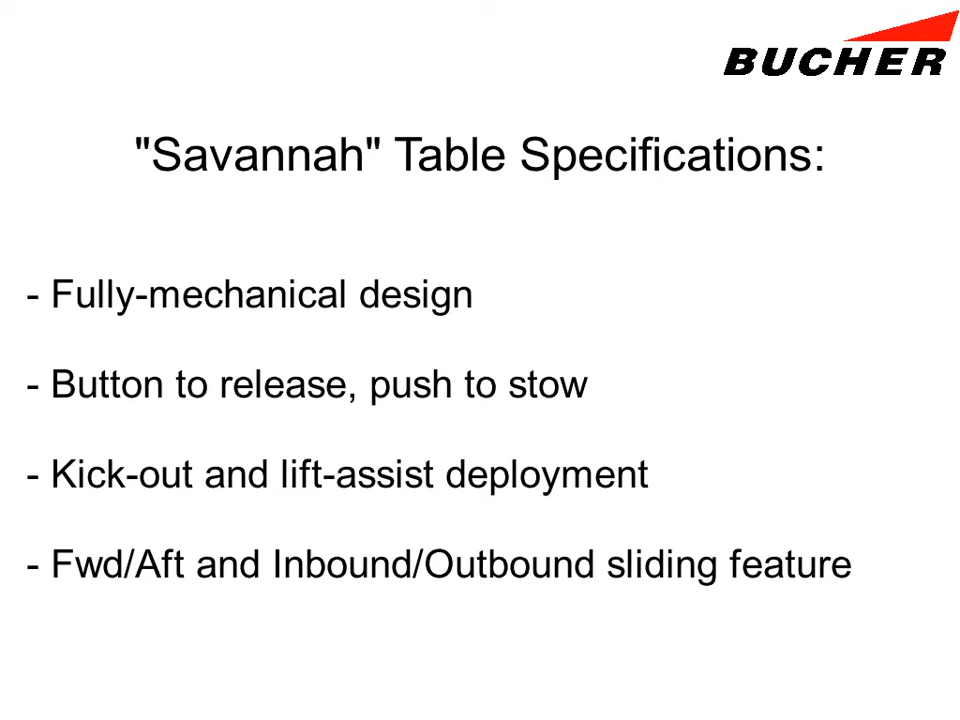 BUCHER
"Savannah" Table Specifications:
- Fully-mechanical design
- Button to release, push to stow
- Kick-out and lift-assist deployment
- Fwd/Aft and Inbound/Outbound sliding feature